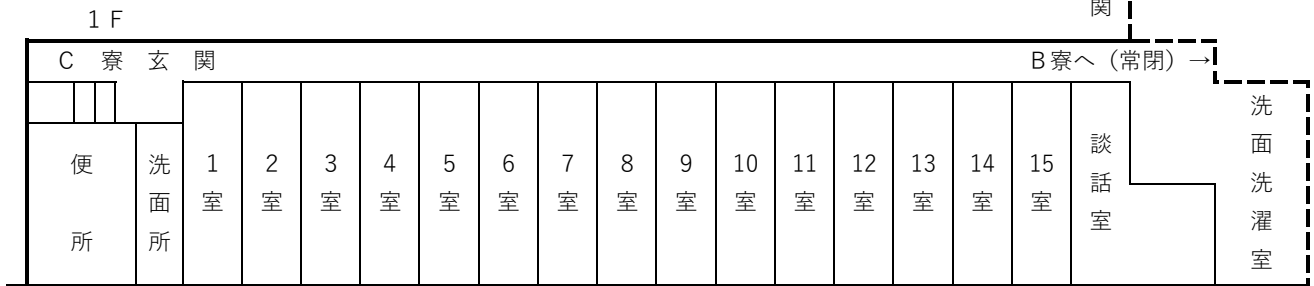 関
1F
C寮玄関
B寮へ（常閉）→
便所
洗面所
1室
2室
3室
4室
5室
6室
7室
8室
9室
10室
11室
12室
13室
14室
15室
談話室
洗面洗濯室